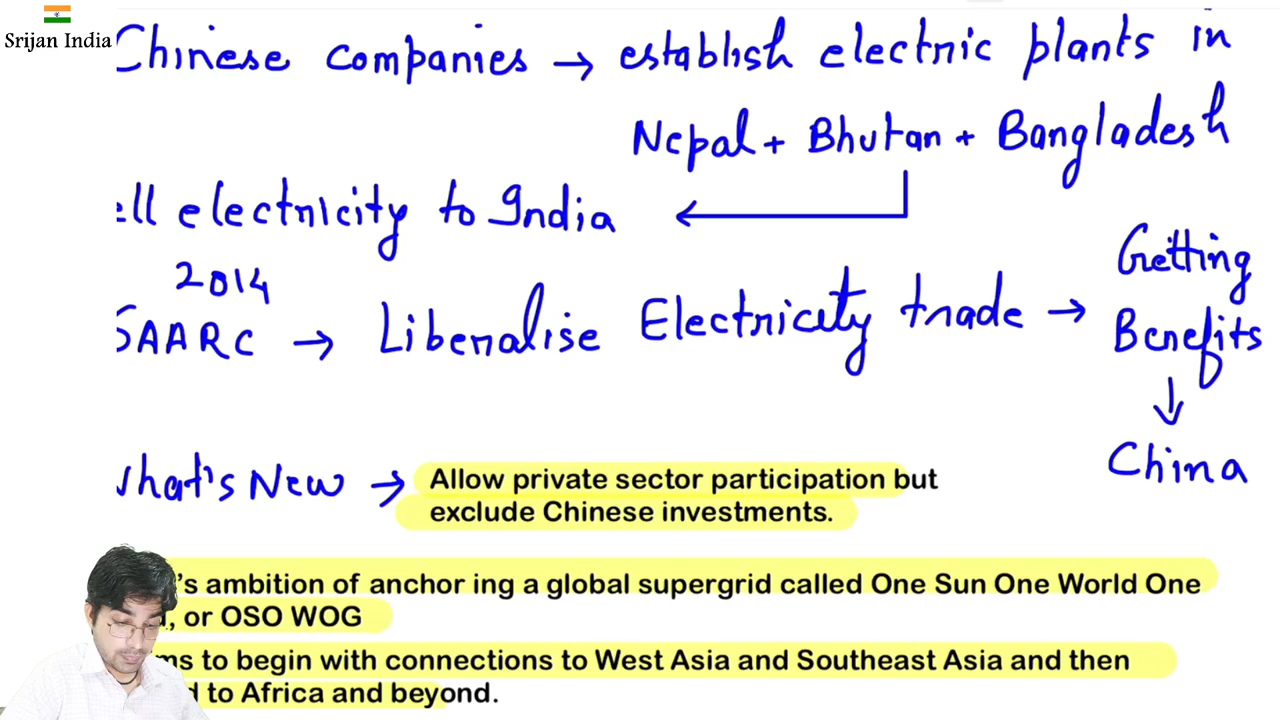 Srijan India
Chinese companies → establish electric plants in
Nepal + Bhutan + Bangladesh
ell electricity to India
2014
SAARC → Liberalise Electricity trade → Getting
Benefits
↓
China
What's New → Allow private sector participation but
exclude Chinese investments.
's ambition of anchor ing a global supergrid called One Sun One World One
, or OSO WOG
ms to begin with connections to West Asia and Southeast Asia and then
d to Africa and beyond.